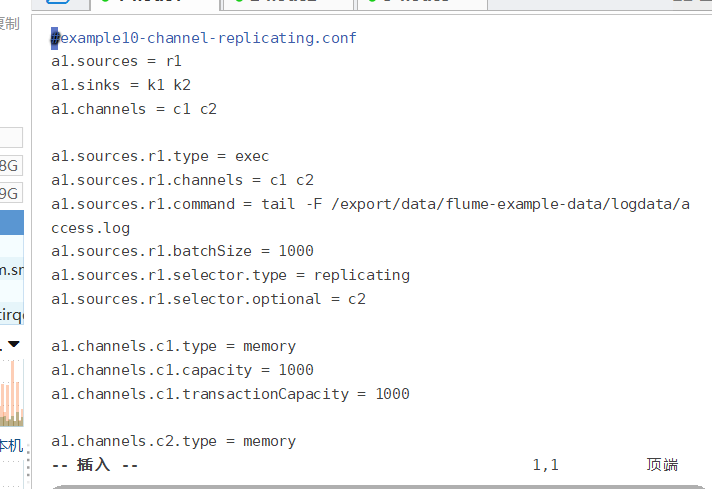 复制
#example10-channel-replicating.conf
a1.sources = r1
a1.sinks = k1 k2
a1.channels = c1 c2
a1.sources.r1.type = exec
8G
a1.sources.r1.channels = c1 c2
9G
a1.sources.r1.command = tail -F /export/data/flume-example-data/logdata/a
ccess.log
a1.sources.r1.batchSize = 1000
a1.sources.r1.selector.type = replicating
a1.sources.r1.selector.optional = c2
a1.channels.c1.type = memory
a1.channels.c1.capacity = 1000
a1.channels.c1.transactionCapacity = 1000
a1.channels.c2.type = memory
本机
-- 插入 -- 1,1 顶端